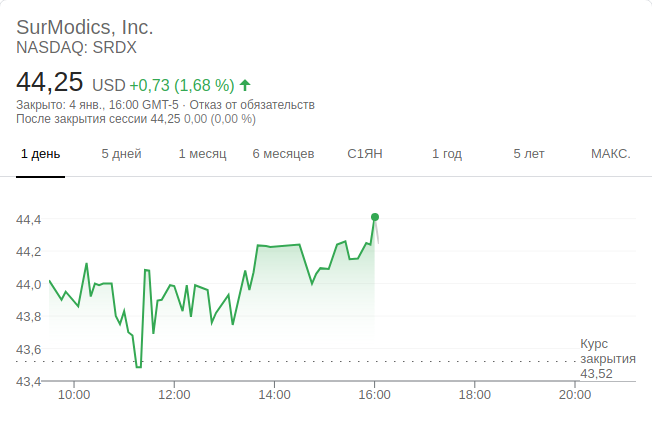 SurModics, Inc.
NASDAQ: SRDX
44,25 USD +0,73 (1,68 %)
Закрыто: 4 янв., 16:00 GMT-5 · Отказ от обязательств
После закрытия сессии 44,25 0,00 (0,00 %)
1 день 5 дней 1 месяц 6 месяцев С1ЯН 1 год 5 лет МАКС.
44,4
44,2
44,0
43,8
43,6
43,4
Курс
закрытия
43,52
10:00 12:00 14:00 16:00 18:00 20:00